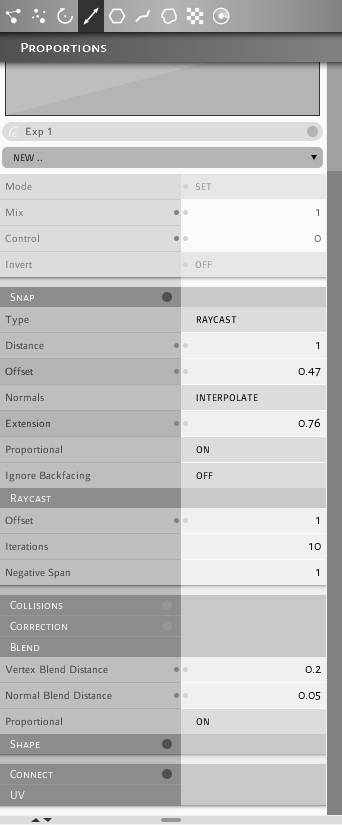 Proportions
Exp 1
NEW ..
Mode SET
Mix 1
Control 0
Invert OFF
Snap
Type RAYCAST
Distance 1
Offset 0.47
Normals INTERPOLATE
Extension 0.76
Proportional ON
Ignore Backfacing OFF
Raycast
Offset 1
Iterations 10
Negative Span 1
Collisions
Correction
Blend
Vertex Blend Distance 0.2
Normal Blend Distance 0.05
Proportional ON
Shape
Connect
UV